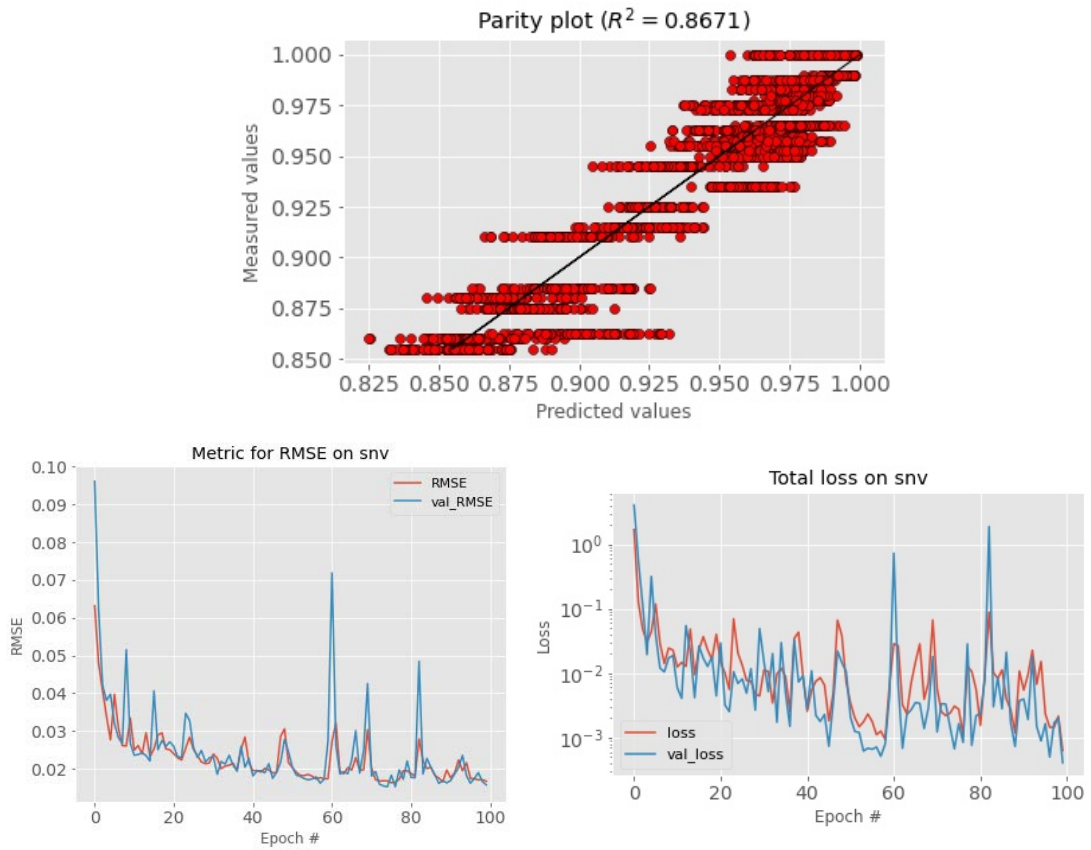 Parity plot (R² = 0.8671)
1.000
0.975
0.950
0.925
0.900
0.875
0.850
Measured values
0.825 0.850 0.875 0.900 0.925 0.950 0.975 1.000
Predicted values
Metric for RMSE on snv
0.10
0.09
0.08
0.07
0.06
0.05
0.04
0.03
0.02
RMSE
RMSE
val_RMSE
0 20 40 60 80 100
Epoch #
Total loss on snv
10⁰
10⁻¹
10⁻²
10⁻³
Loss
loss
val_loss
0 20 40 60 80 100
Epoch #